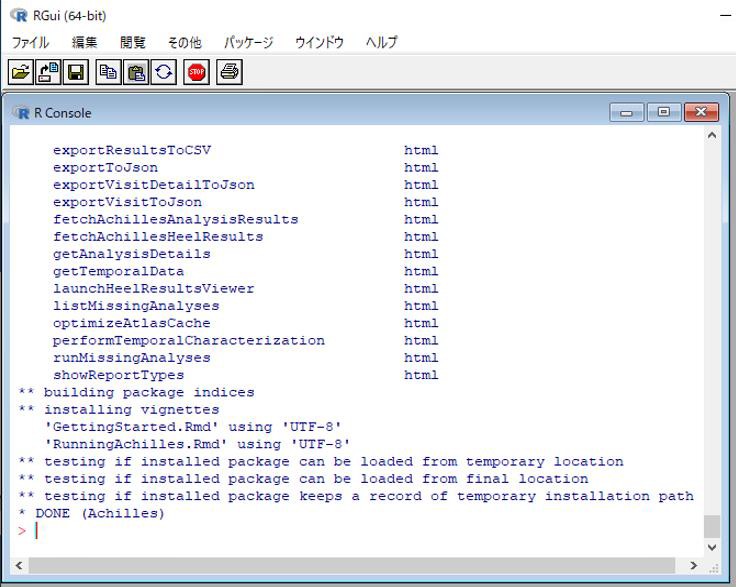 RGui (64-bit)
ファイル 編集 閲覧 その他 パッケージ ウインドウ ヘルプ
STOP
R Console
exportResultsToCSV html
exportToJson html
exportVisitDetailToJson html
exportVisitToJson html
fetchAchillesAnalysisResults html
fetchAchillesHeelResults html
getAnalysisDetails html
getTemporalData html
launchHeelResultsViewer html
listMissingAnalyses html
optimizeAtlasCache html
performTemporalCharacterization html
runMissingAnalyses html
showReportTypes html
** building package indices
** installing vignettes
'GettingStarted.Rmd' using 'UTF-8'
'RunningAchilles.Rmd' using 'UTF-8'
** testing if installed package can be loaded from temporary location
** testing if installed package can be loaded from final location
** testing if installed package keeps a record of temporary installation path
* DONE (Achilles)
>